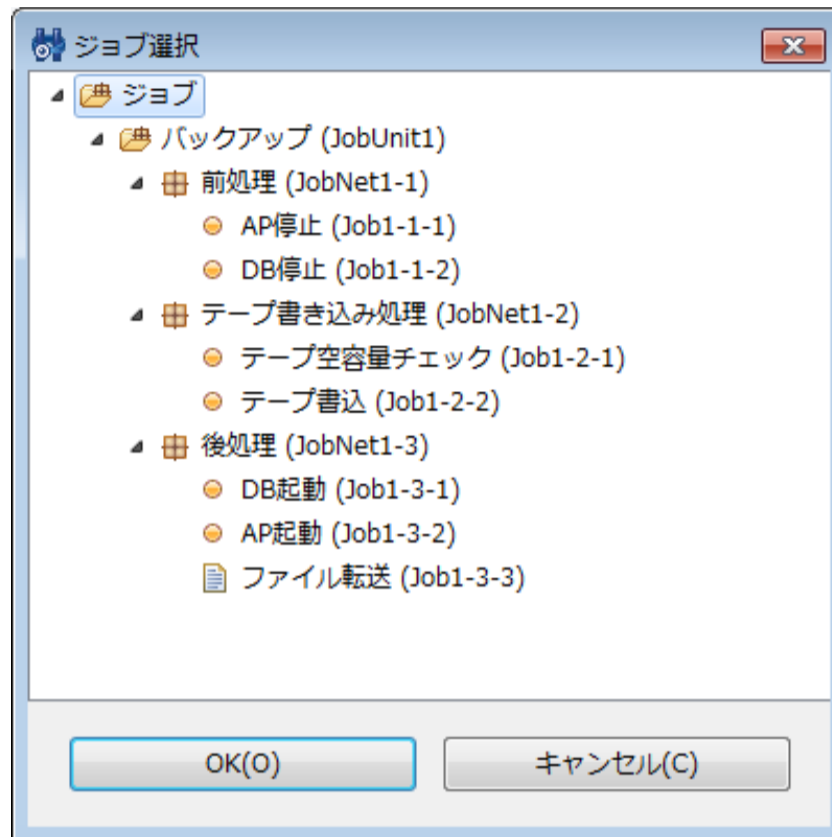 ジョブ選択
ジョブ
バックアップ (JobUnit1)
前処理 (JobNet1-1)
AP停止 (Job1-1-1)
DB停止 (Job1-1-2)
テープ書き込み処理 (JobNet1-2)
テープ空容量チェック (Job1-2-1)
テープ書込 (Job1-2-2)
後処理 (JobNet1-3)
DB起動 (Job1-3-1)
AP起動 (Job1-3-2)
ファイル転送 (Job1-3-3)
OK(O) キャンセル(C)